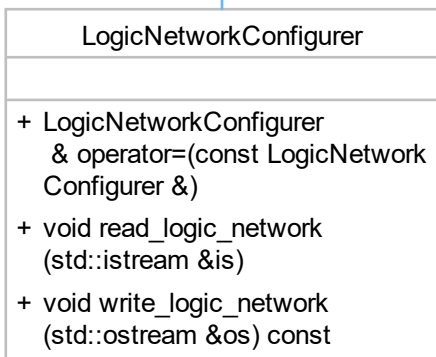 LogicNetworkConfigurer
+ LogicNetworkConfigurer
& operator=(const LogicNetwork
Configurer &)
+ void read_logic_network
(std::istream &is)
+ void write_logic_network
(std::ostream &os) const